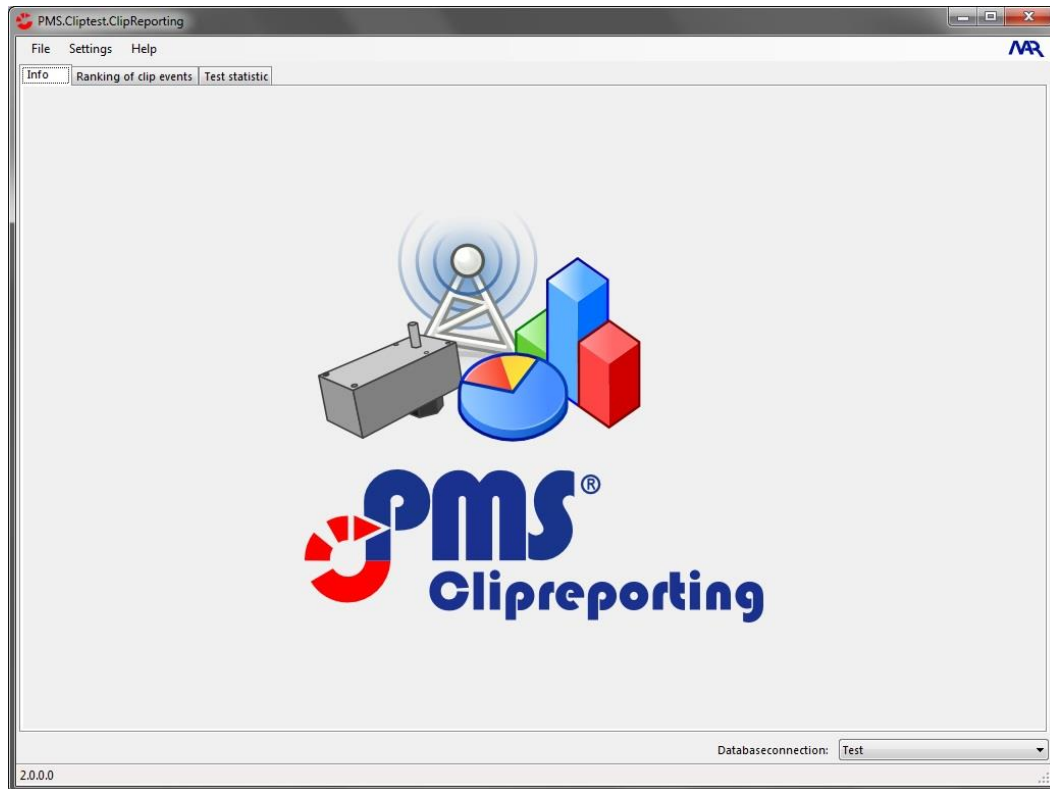 PMS.Cliptest.ClipReporting
File Settings Help
Info Ranking of clip events Test statistic
PMS®
Clipreporting
Databaseconnection: Test
2.0.0.0